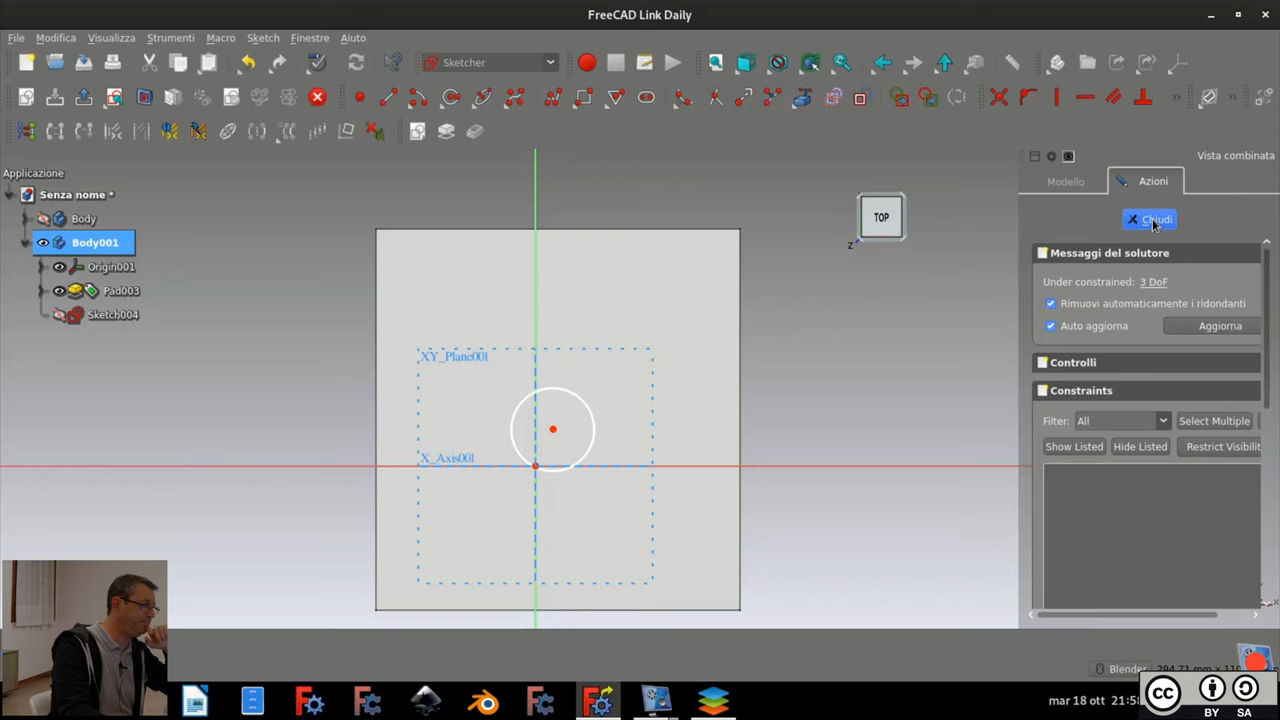 FreeCAD Link Daily
File Modifica Visualizza Strumenti Macro Sketch Finestre Aiuto
Sketcher
Applicazione
Senza nome *
Body
Body001
Origin001
Pad003
Sketch004
XY_Plane001
X_Axis001
TOP
Z
Vista combinata
Modello
Azioni
Chiudi
Messaggi del solutore
Under constrained: 3 DoF
Rimuovi automaticamente i ridondanti
Auto aggiorna
Aggiorna
Controlli
Constraints
Filter: All Select Multiple
Show Listed Hide Listed Restrict Visibilit
Blender
mar 18 ott
CC
BY SA